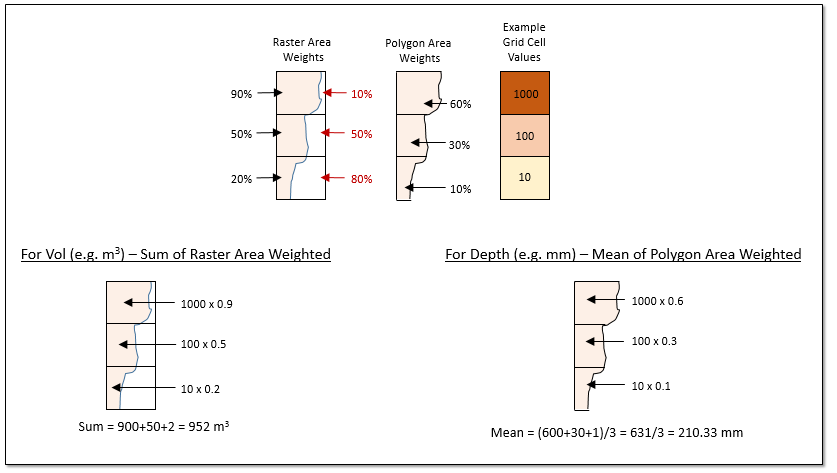 Raster Area
Weights
Polygon Area
Weights
Example
Grid Cell
Values
90%
10%
60%
1000
50%
50%
30%
100
20%
80%
10%
10
For Vol (e.g. m³) – Sum of Raster Area Weighted
For Depth (e.g. mm) – Mean of Polygon Area Weighted
1000 x 0.9
100 x 0.5
10 x 0.2
Sum = 900+50+2 = 952 m³
1000 x 0.6
100 x 0.3
10 x 0.1
Mean = (600+30+1)/3 = 631/3 = 210.33 mm